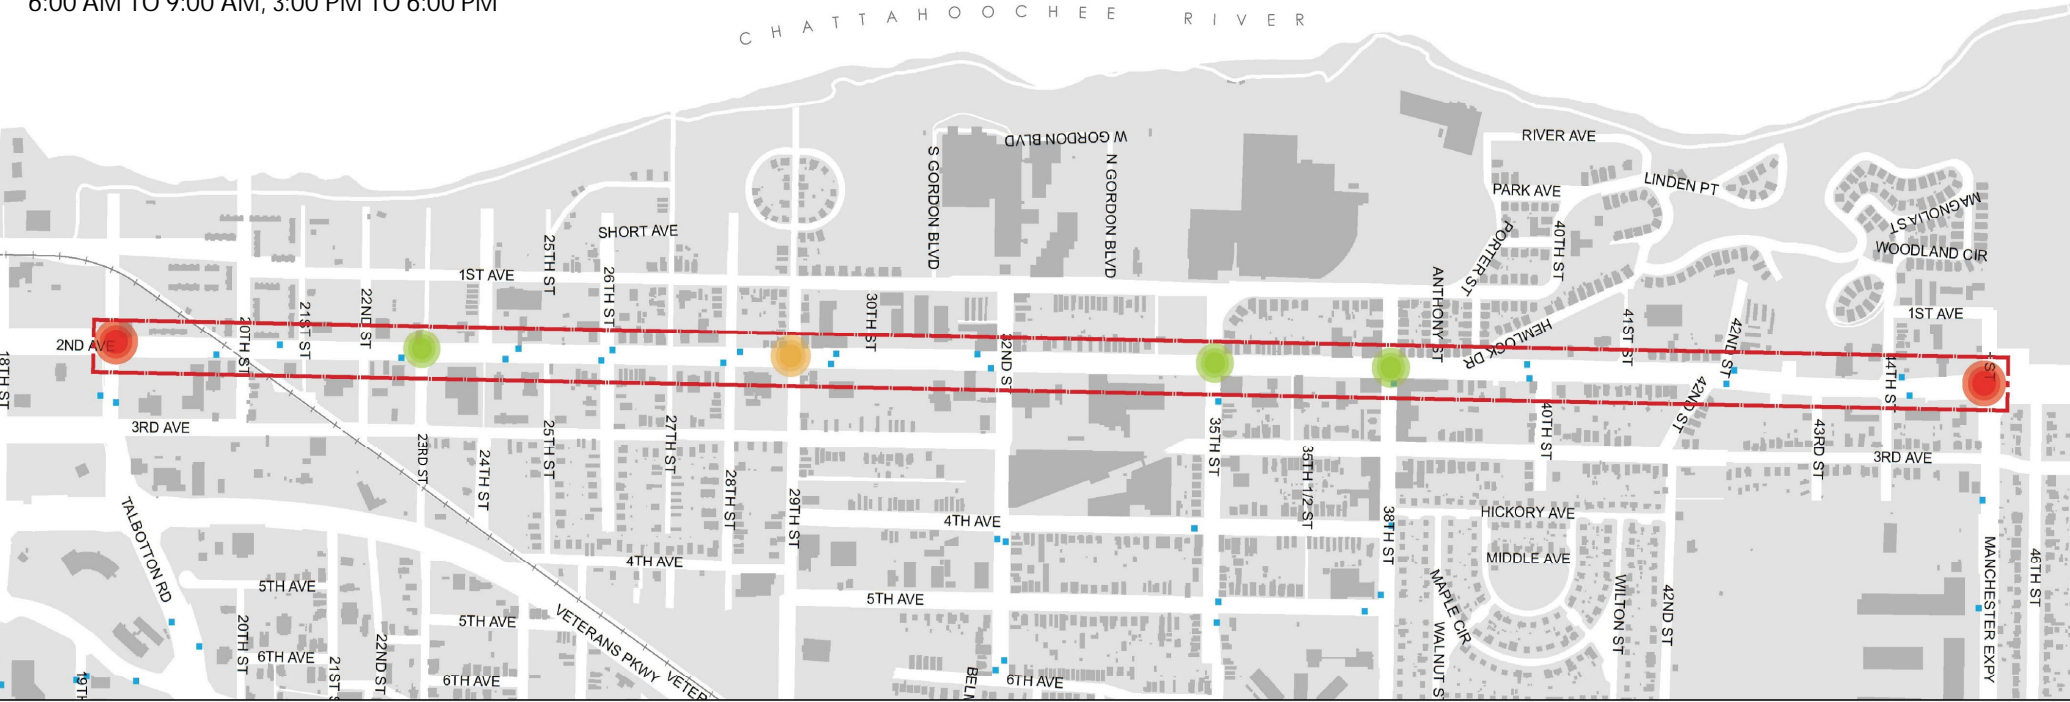 6:00 AM TO 9:00 AM, 3:00 PM TO 6:00 PM
CHATTAHOOCHEE RIVER
W GORDON BLVD
RIVER AVE
S GORDON BLVD
N GORDON BLVD
PARK AVE
LINDEN PT
MAGNOLIA ST
SHORT AVE
25TH ST
PORTER ST
40TH ST
WOODLAND CIR
1ST AVE
26TH ST
ANTHONY ST
30TH ST
1ST AVE
20TH ST
21ST ST
22ND ST
32ND S
HEMLOCK DR
41ST ST
42ND ST
2ND AVE
18TH ST
44TH ST
ST
42ND ST
3RD AVE
23RD ST
24TH ST
25TH ST
27TH ST
28TH ST
29TH ST
35TH ST
35TH 1/2 ST
40TH ST
43RD ST
3RD AVE
TALBOTTON RD
4TH AVE
38TH ST
HICKORY AVE
MIDDLE AVE
4TH AVE
5TH AVE
5TH AVE
MAPLE CIR
WILTON ST
42ND ST
MANCHESTER EXPY
46TH ST
5TH AVE
VETERANS PKWY
VETER
20TH ST
6TH AVE
21ST S
22ND ST
6TH AVE
6TH AVE
BELM
WALNUT S
19TH